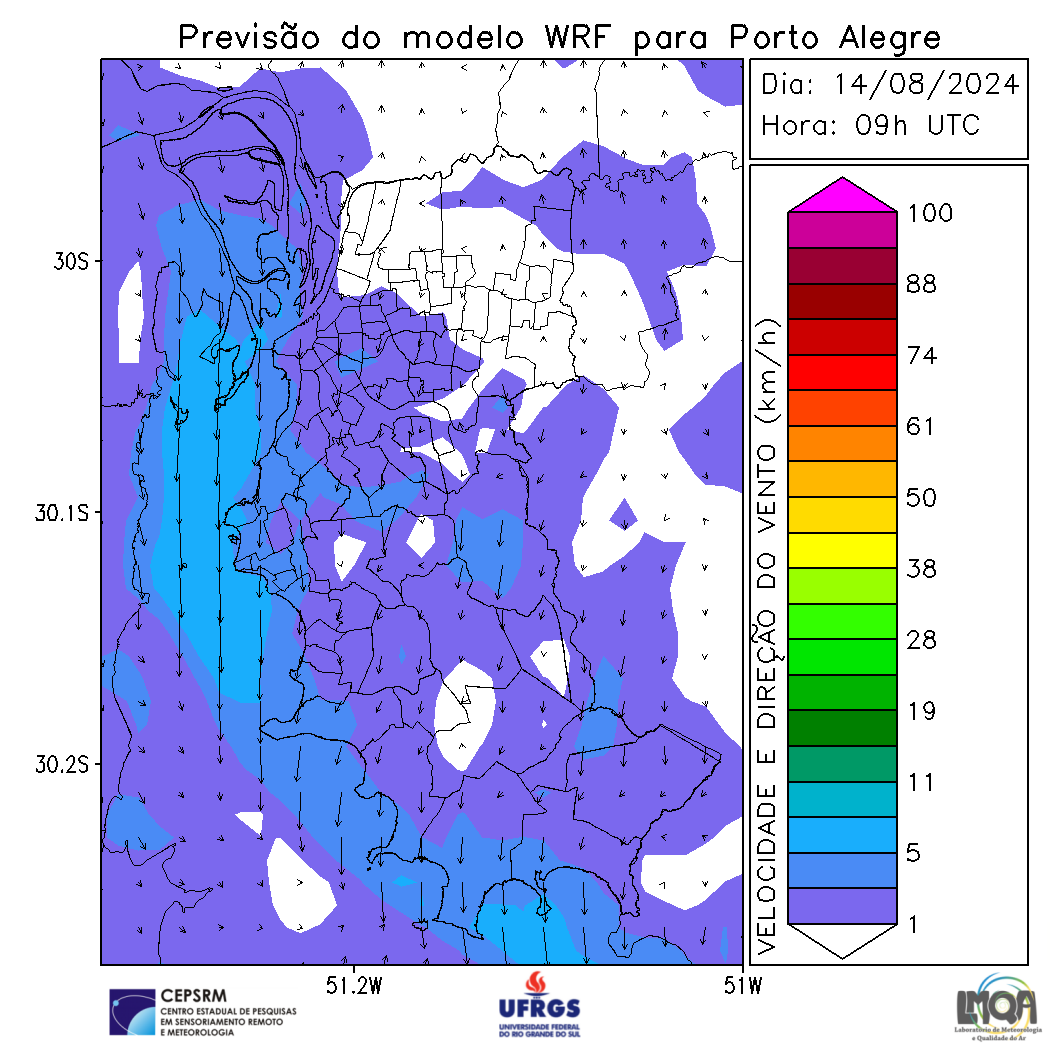 Previsão do modelo WRF para Porto Alegre
Dia: 14/08/2024
Hora: 09h UTC
30S
30.1S
30.2S
51.2W
51W
VELOCIDADE E DIREÇÃO DO VENTO (km/h)
100
88
74
61
50
38
28
19
11
5
1
CEPSRM
CENTRO ESTADUAL DE PESQUISAS
EM SENSORIAMENTO REMOTO
E METEOROLOGIA
UFRGS
UNIVERSIDADE FEDERAL
DO RIO GRANDE DO SUL
LMQA
Laboratório de Meteorologia
e Qualidade do Ar